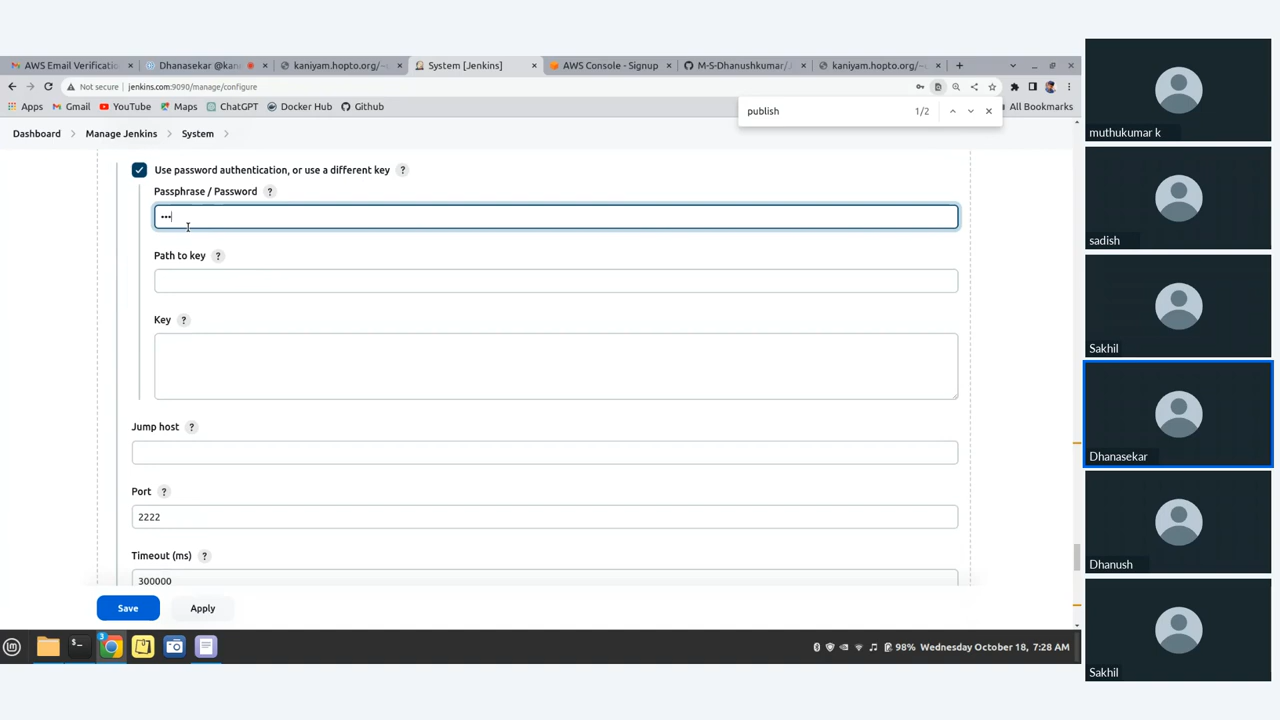 AWS Email Verificatio
Dhanasekar @kani
kaniyam.hopto.org/~
System [Jenkins]
AWS Console - Signup
M-S-Dhanushkumar/
kaniyam.hopto.org/~
Not secure
jenkins.com:9090/manage/configure
Apps
Gmail
YouTube
Maps
ChatGPT
Docker Hub
Github
All Bookmarks
publish
1/2
Dashboard
Manage Jenkins
System
Use password authentication, or use a different key ?
Passphrase / Password ?
•••
Path to key ?
Key ?
Jump host ?
Port ?
2222
Timeout (ms) ?
300000
Save
Apply
98% Wednesday October 18, 7:28 AM
muthukumar k
sadish
Sakhil
Dhanasekar
Dhanush
Sakhil